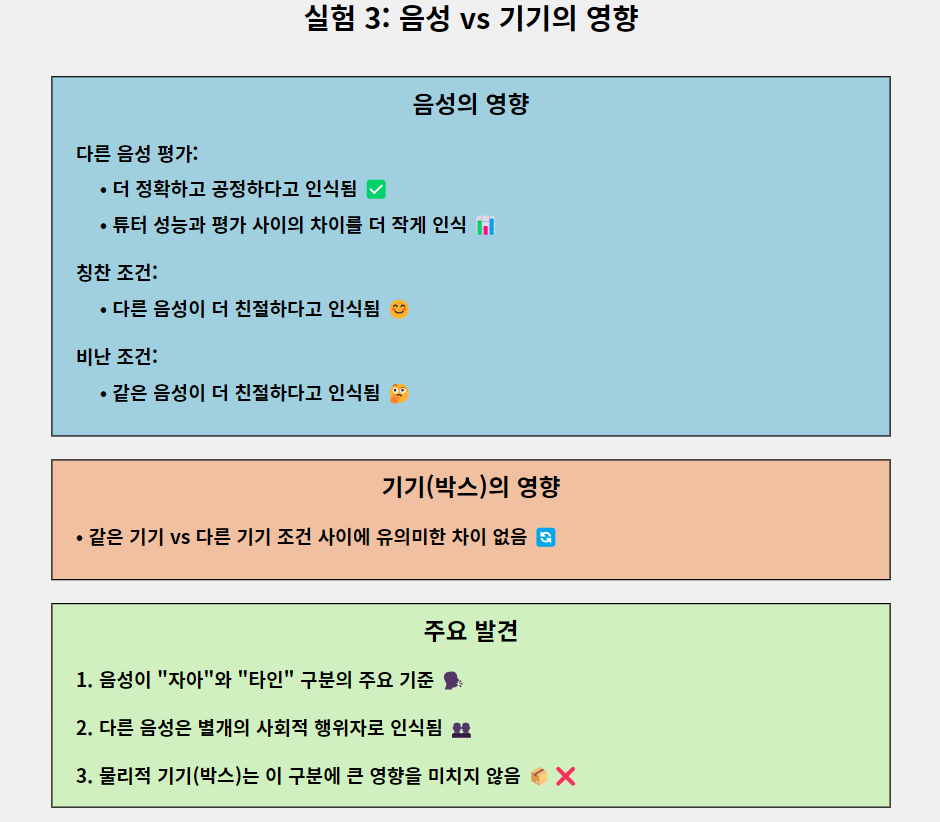 실험 3: 음성 vs 기기의 영향
음성의 영향
다른 음성 평가:
• 더 정확하고 공정하다고 인식됨 ✅
• 튜터 성능과 평가 사이의 차이를 더 작게 인식 📊
칭찬 조건:
• 다른 음성이 더 친절하다고 인식됨 😊
비난 조건:
• 같은 음성이 더 친절하다고 인식됨 🤔
기기(박스)의 영향
• 같은 기기 vs 다른 기기 조건 사이에 유의미한 차이 없음 🔄
주요 발견
1. 음성이 "자아"와 "타인" 구분의 주요 기준 🗣️
2. 다른 음성은 별개의 사회적 행위자로 인식됨 👥
3. 물리적 기기(박스)는 이 구분에 큰 영향을 미치지 않음 📦❌